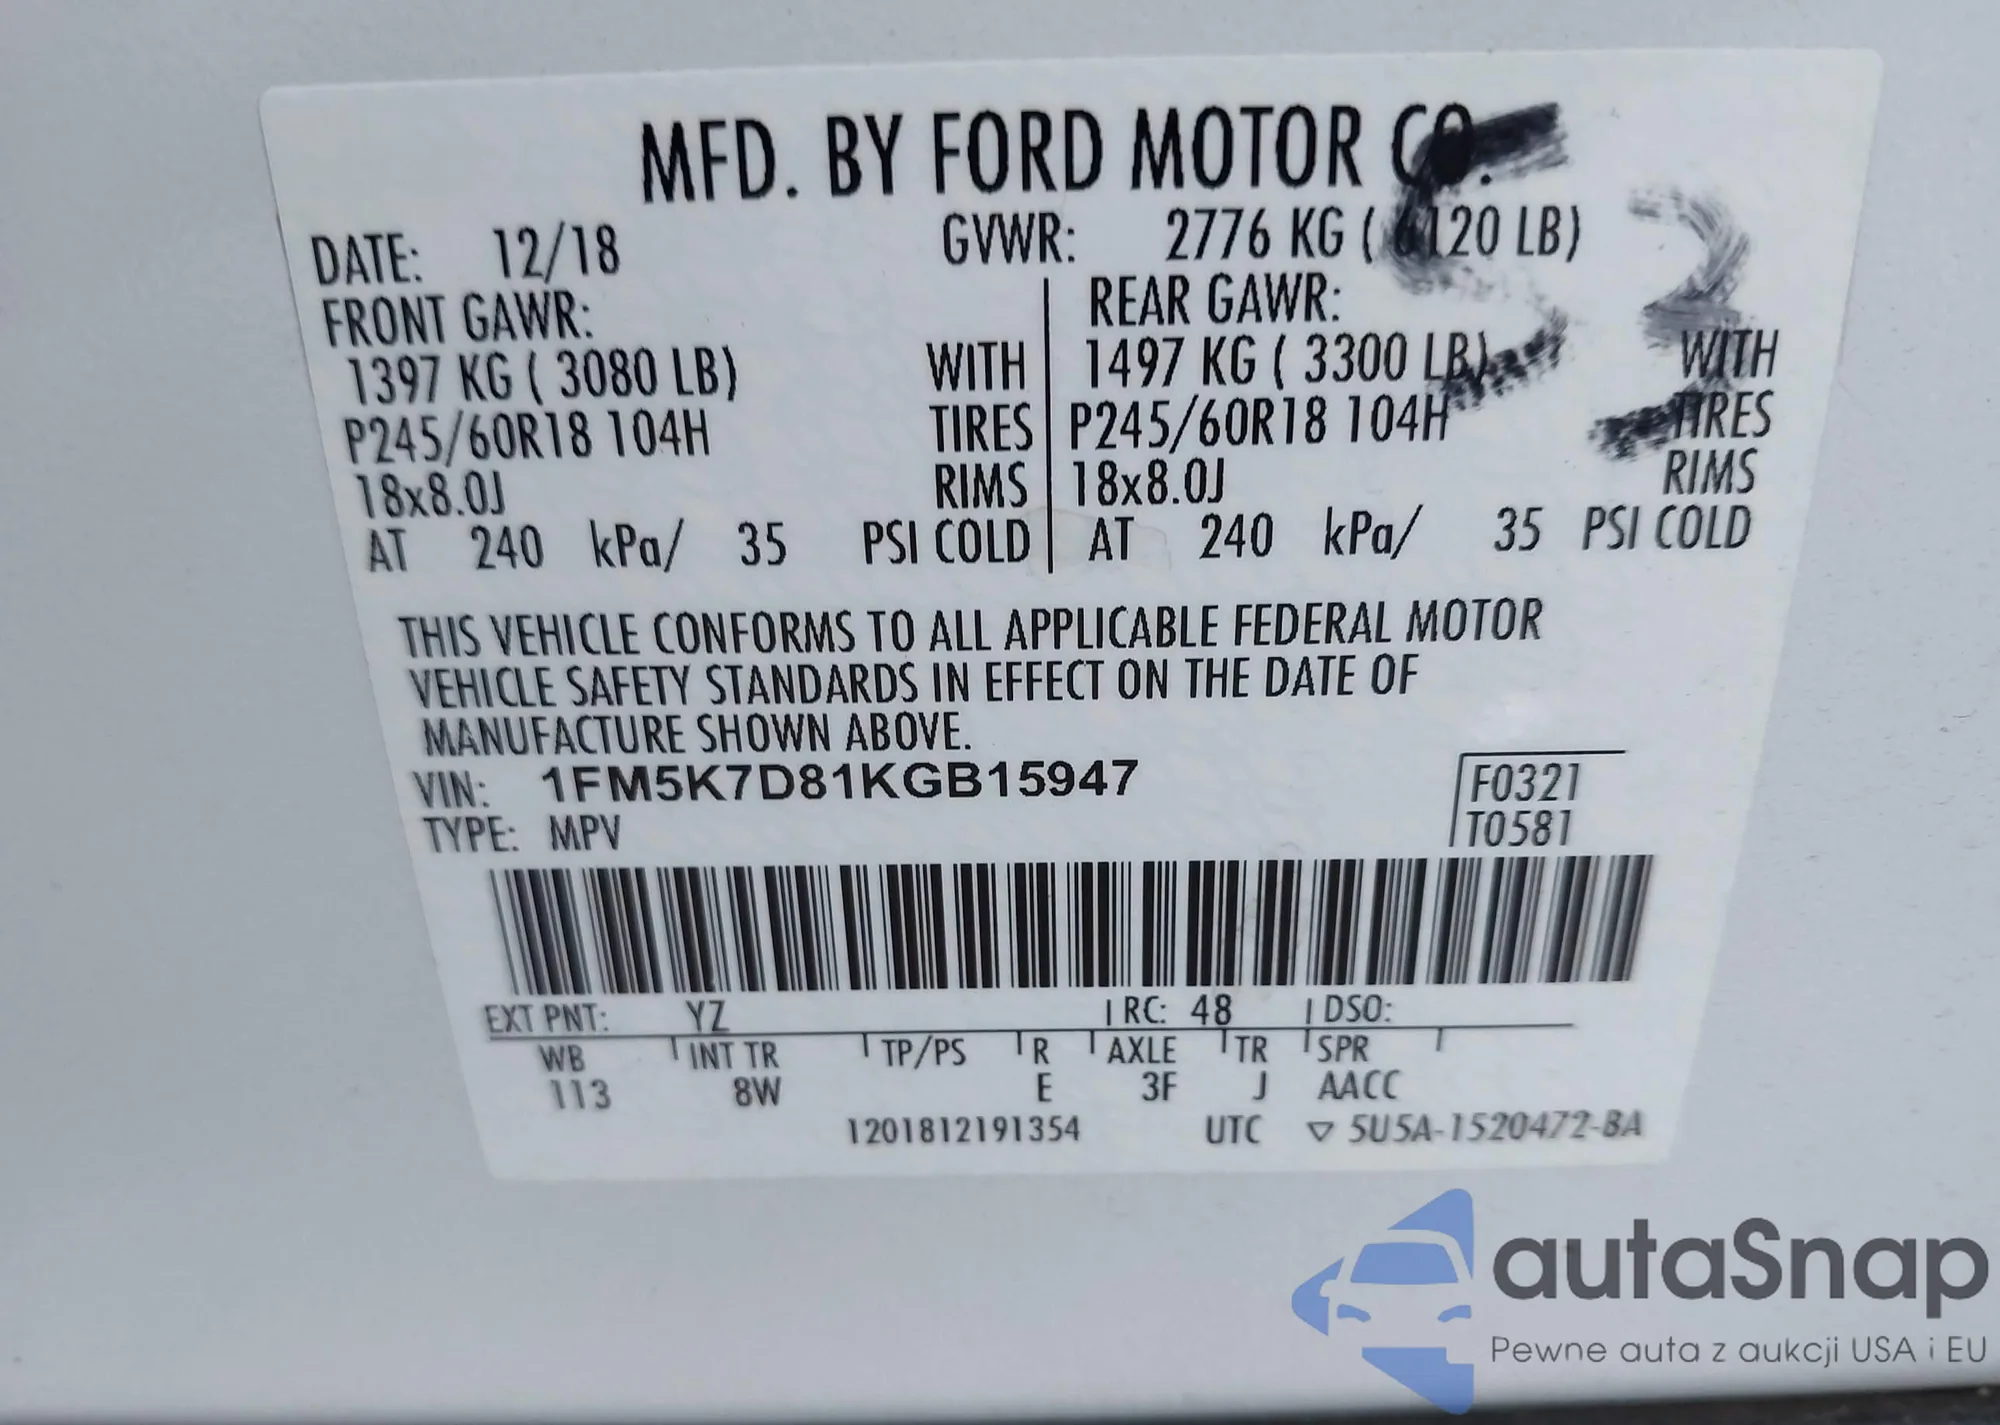 MFD. BY FORD MOTOR CO.
DATE: 12/18 GVWR: 2776 KG ( 6120 LB)
FRONT GAWR: REAR GAWR:
1397 KG ( 3080 LB) WITH 1497 KG ( 3300 LB) WITH
P245/60R18 104H TIRES P245/60R18 104H TIRES
18x8.0J RIMS 18x8.0J RIMS
AT 240 kPa/ 35 PSI COLD AT 240 kPa/ 35 PSI COLD
53
THIS VEHICLE CONFORMS TO ALL APPLICABLE FEDERAL MOTOR
VEHICLE SAFETY STANDARDS IN EFFECT ON THE DATE OF
MANUFACTURE SHOWN ABOVE.
VIN: 1FM5K7D81KGB15947 F0321
TYPE: MPV T0581
EXT PNT: YZ RC: 48 DSO:
WB INT TR TP/PS R AXLE TR SPR
113 8W E 3F J AACC
1201812191354 UTC ▽ 5U5A-1520472-BA
autaSnap
Pewne auta z aukcji USA i EU